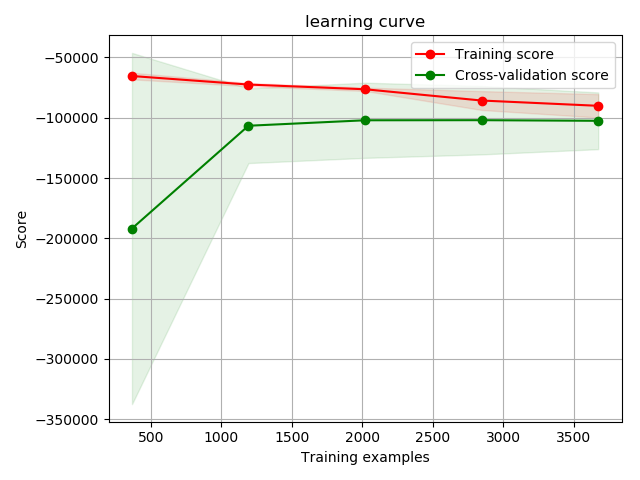 learning curve
Training score
Cross-validation score
−50000
−100000
−150000
−200000
−250000
−300000
−350000
Score
500 1000 1500 2000 2500 3000 3500
Training examples